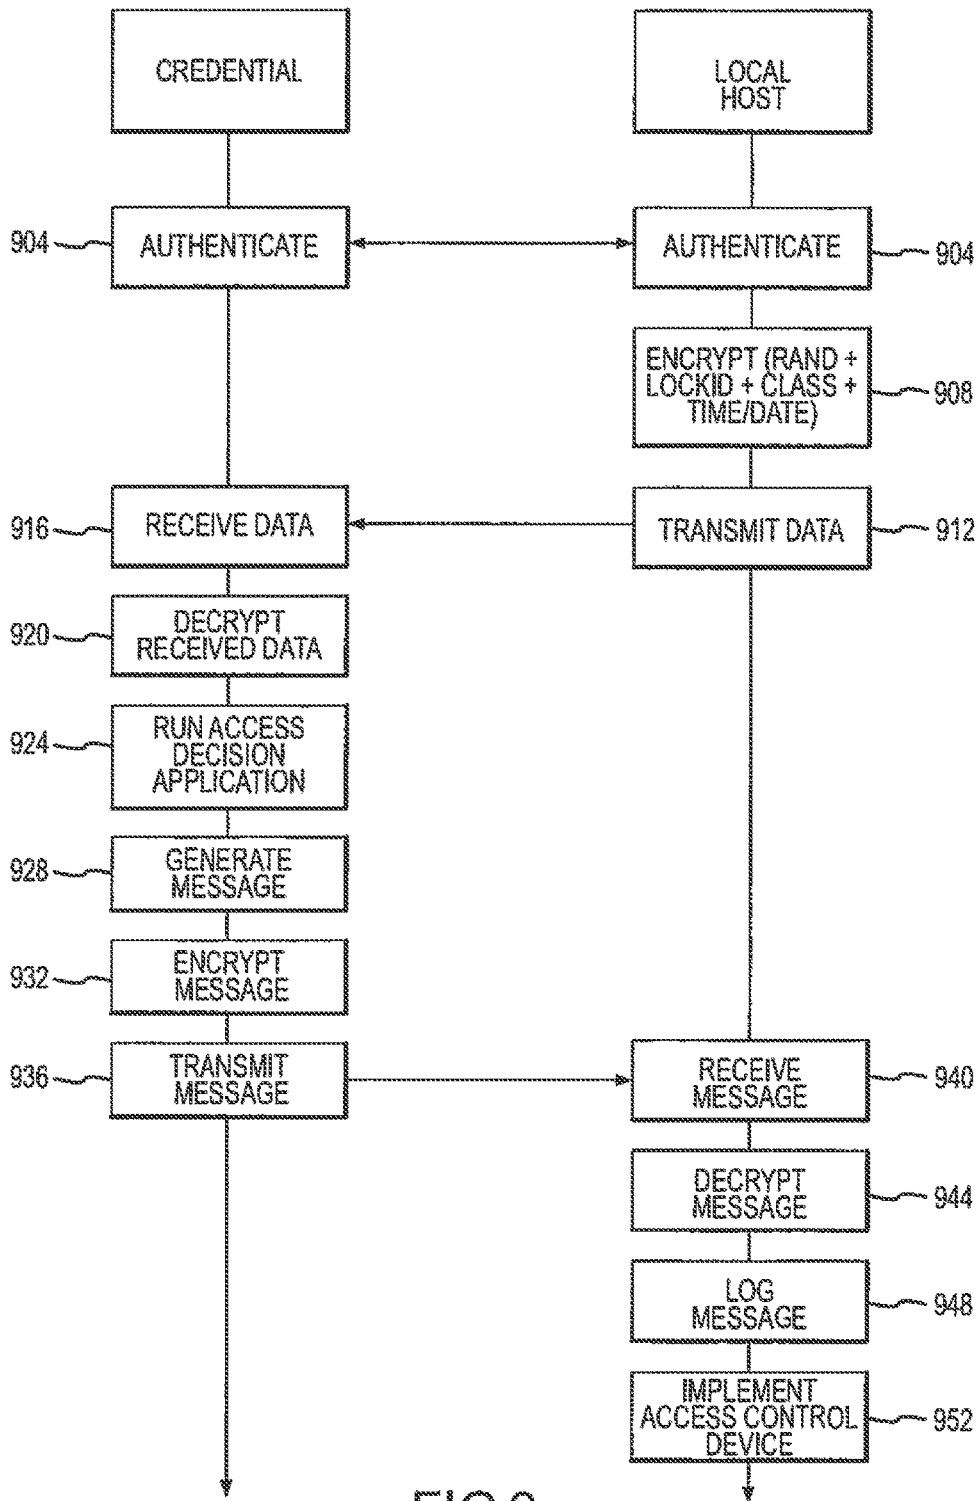 CREDENTIAL
LOCAL
HOST
904
AUTHENTICATE
AUTHENTICATE
904
ENCRYPT (RAND +
LOCKID + CLASS +
TIME/DATE)
908
916
RECEIVE DATA
TRANSMIT DATA
912
920
DECRYPT
RECEIVED DATA
924
RUN ACCESS
DECISION
APPLICATION
928
GENERATE
MESSAGE
932
ENCRYPT
MESSAGE
936
TRANSMIT
MESSAGE
RECEIVE
MESSAGE
940
DECRYPT
MESSAGE
944
LOG
MESSAGE
948
IMPLEMENT
ACCESS CONTROL
DEVICE
952